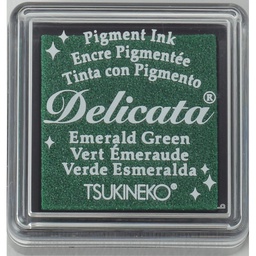 Pigment Ink
Encre Pigmentée
Tinta con Pigmento
Delicata®
Emerald Green
Vert Émeraude
Verde Esmeralda
TSUKINEKO®